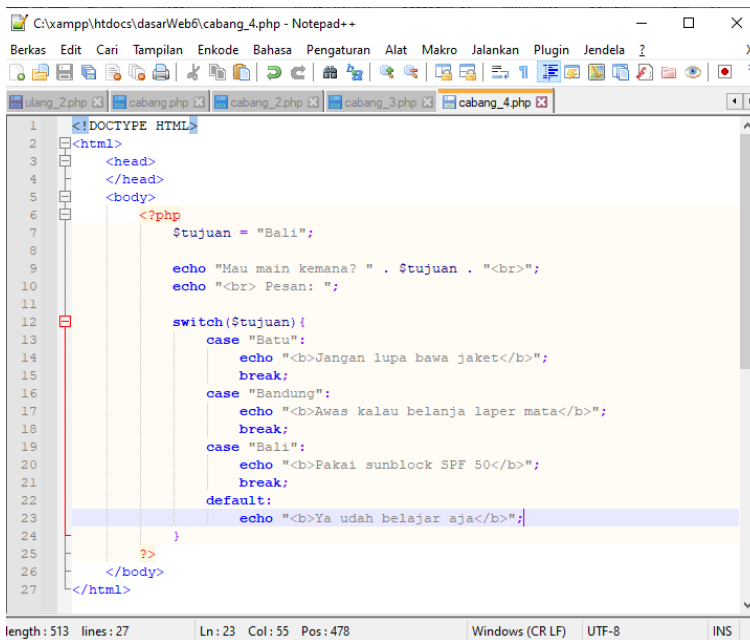 C:\xampp\htdocs\dasarWeb6\cabang_4.php - Notepad++
Berkas Edit Cari Tampilan Enkode Bahasa Pengaturan Alat Makro Jalankan Plugin Jendela ?
ulang_2.php cabang.php cabang_2.php cabang_3.php cabang_4.php
1 <!DOCTYPE HTML>
2 <html>
3 <head>
4 </head>
5 <body>
6 <?php
7 $tujuan = "Bali";
8
9 echo "Mau main kemana? " . $tujuan . "<br>";
10 echo "<br> Pesan: ";
11
12 switch($tujuan){
13 case "Batu":
14 echo "<b>Jangan lupa bawa jaket</b>";
15 break;
16 case "Bandung":
17 echo "<b>Awas kalau belanja laper mata</b>";
18 break;
19 case "Bali":
20 echo "<b>Pakai sunblock SPF 50</b>";
21 break;
22 default:
23 echo "<b>Ya udah belajar aja</b>";
24 }
25 ?>
26 </body>
27 </html>
length : 513 lines : 27 Ln : 23 Col : 55 Pos : 478 Windows (CR LF) UTF-8 INS